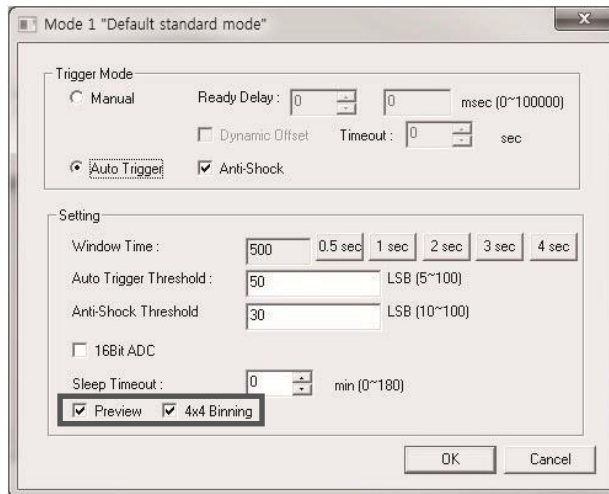 Mode 1 "Default standard mode"
Trigger Mode
Manual Ready Delay : 0 0 msec (0~100000)
Dynamic Offset Timeout : 0 sec
Auto Trigger Anti-Shock
Setting
Window Time : 500 0.5 sec 1 sec 2 sec 3 sec 4 sec
Auto Trigger Threshold : 50 LSB (5~100)
Anti-Shock Threshold 30 LSB (10~100)
16Bit ADC
Sleep Timeout : 0 min (0~180)
Preview 4x4 Binning
OK Cancel